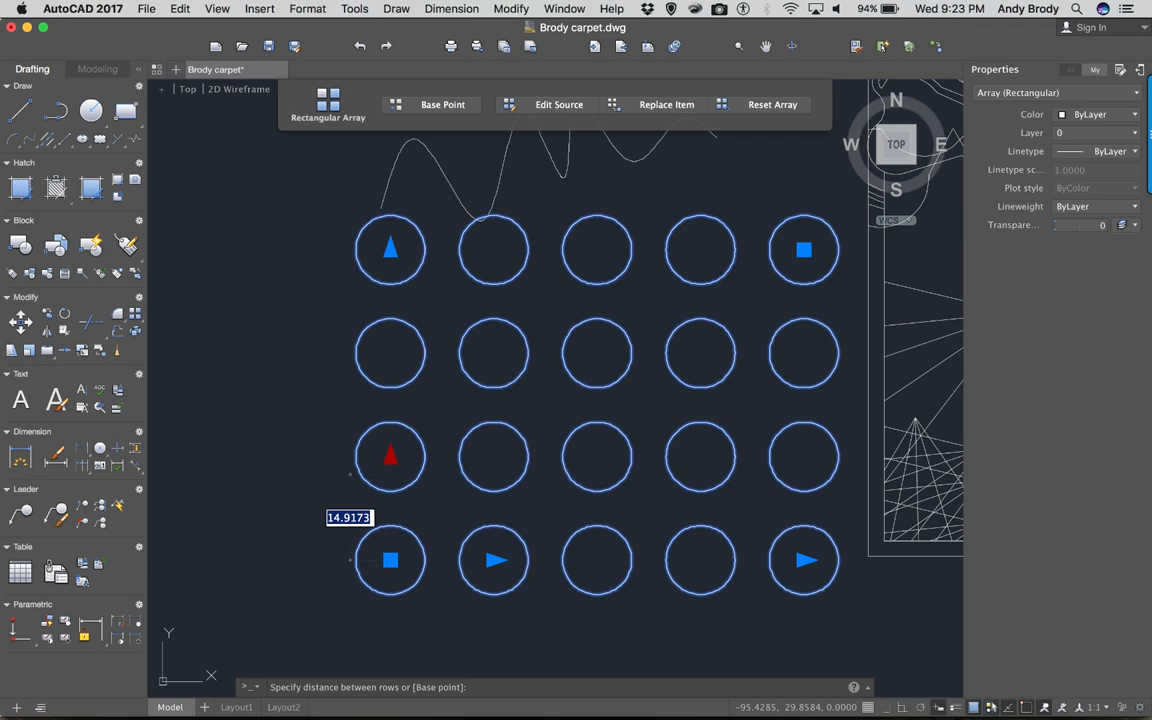 AutoCAD 2017 File Edit View Insert Format Tools Draw Dimension Modify Window Help 94% Wed 9:23 PM Andy Brody
Brody carpet.dwg
Sign In
Drafting Modeling
Brody carpet*
Properties
All My
Draw
+ Top 2D Wireframe
Rectangular Array
Base Point Edit Source Replace Item Reset Array
Array (Rectangular)
Color ByLayer
Layer 0
Linetype ByLayer
Linetype sc... 1.0000
Plot style ByColor
Lineweight ByLayer
Transpare... 0
N
W TOP E
S
Hatch
Block
Modify
Text
A A
Dimension
Leader
14.9173
Table
Parametric
Y
X
>_ Specify distance between rows or [Base point]:
Model Layout1 Layout2
-95.4285, 29.8584, 0.0000
1:1